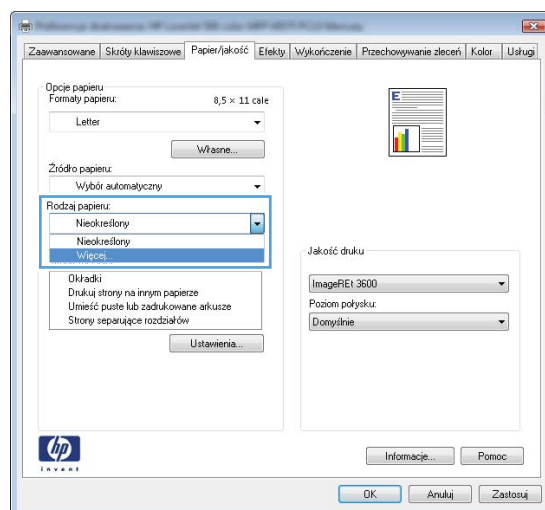 Zaawansowane Skróty klawiszowe Papier/jakość Efekty Wykończenie Przechowywanie zleceń Kolor Usługi
Opcje papieru
Formaty papieru: 8,5 × 11 cale
Letter
Własne...
Źródło papieru:
Wybór automatyczny
Rodzaj papieru:
Nieokreślony
Nieokreślony
Więcej...
Okładki
Drukuj strony na innym papierze
Umieść puste lub zadrukowane arkusze
Strony separujące rozdziałów
Ustawienia...
E
Jakość druku
ImageREt 3600
Poziom połysku:
Domyślnie
hp
invent
Informacje... Pomoc
OK Anuluj Zastosuj